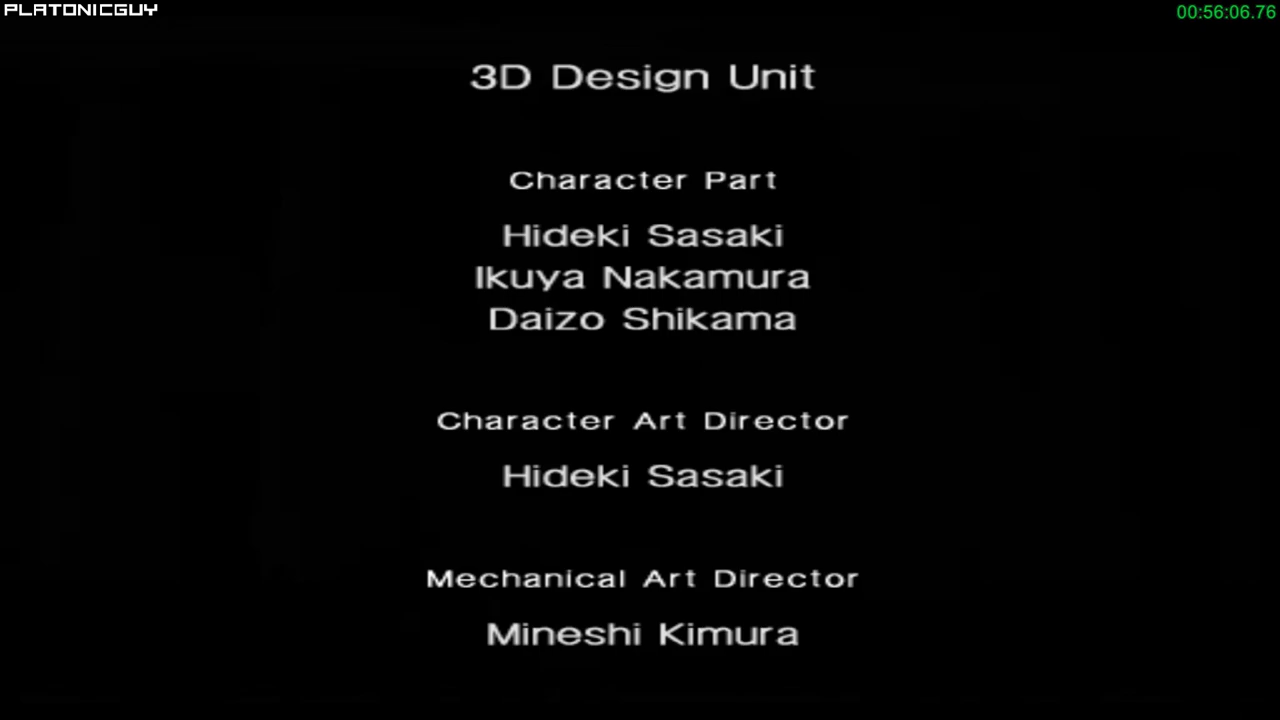 PLATONICGUY
00:56:06.76
3D Design Unit
Character Part
Hideki Sasaki
Ikuya Nakamura
Daizo Shikama
Character Art Director
Hideki Sasaki
Mechanical Art Director
Mineshi Kimura